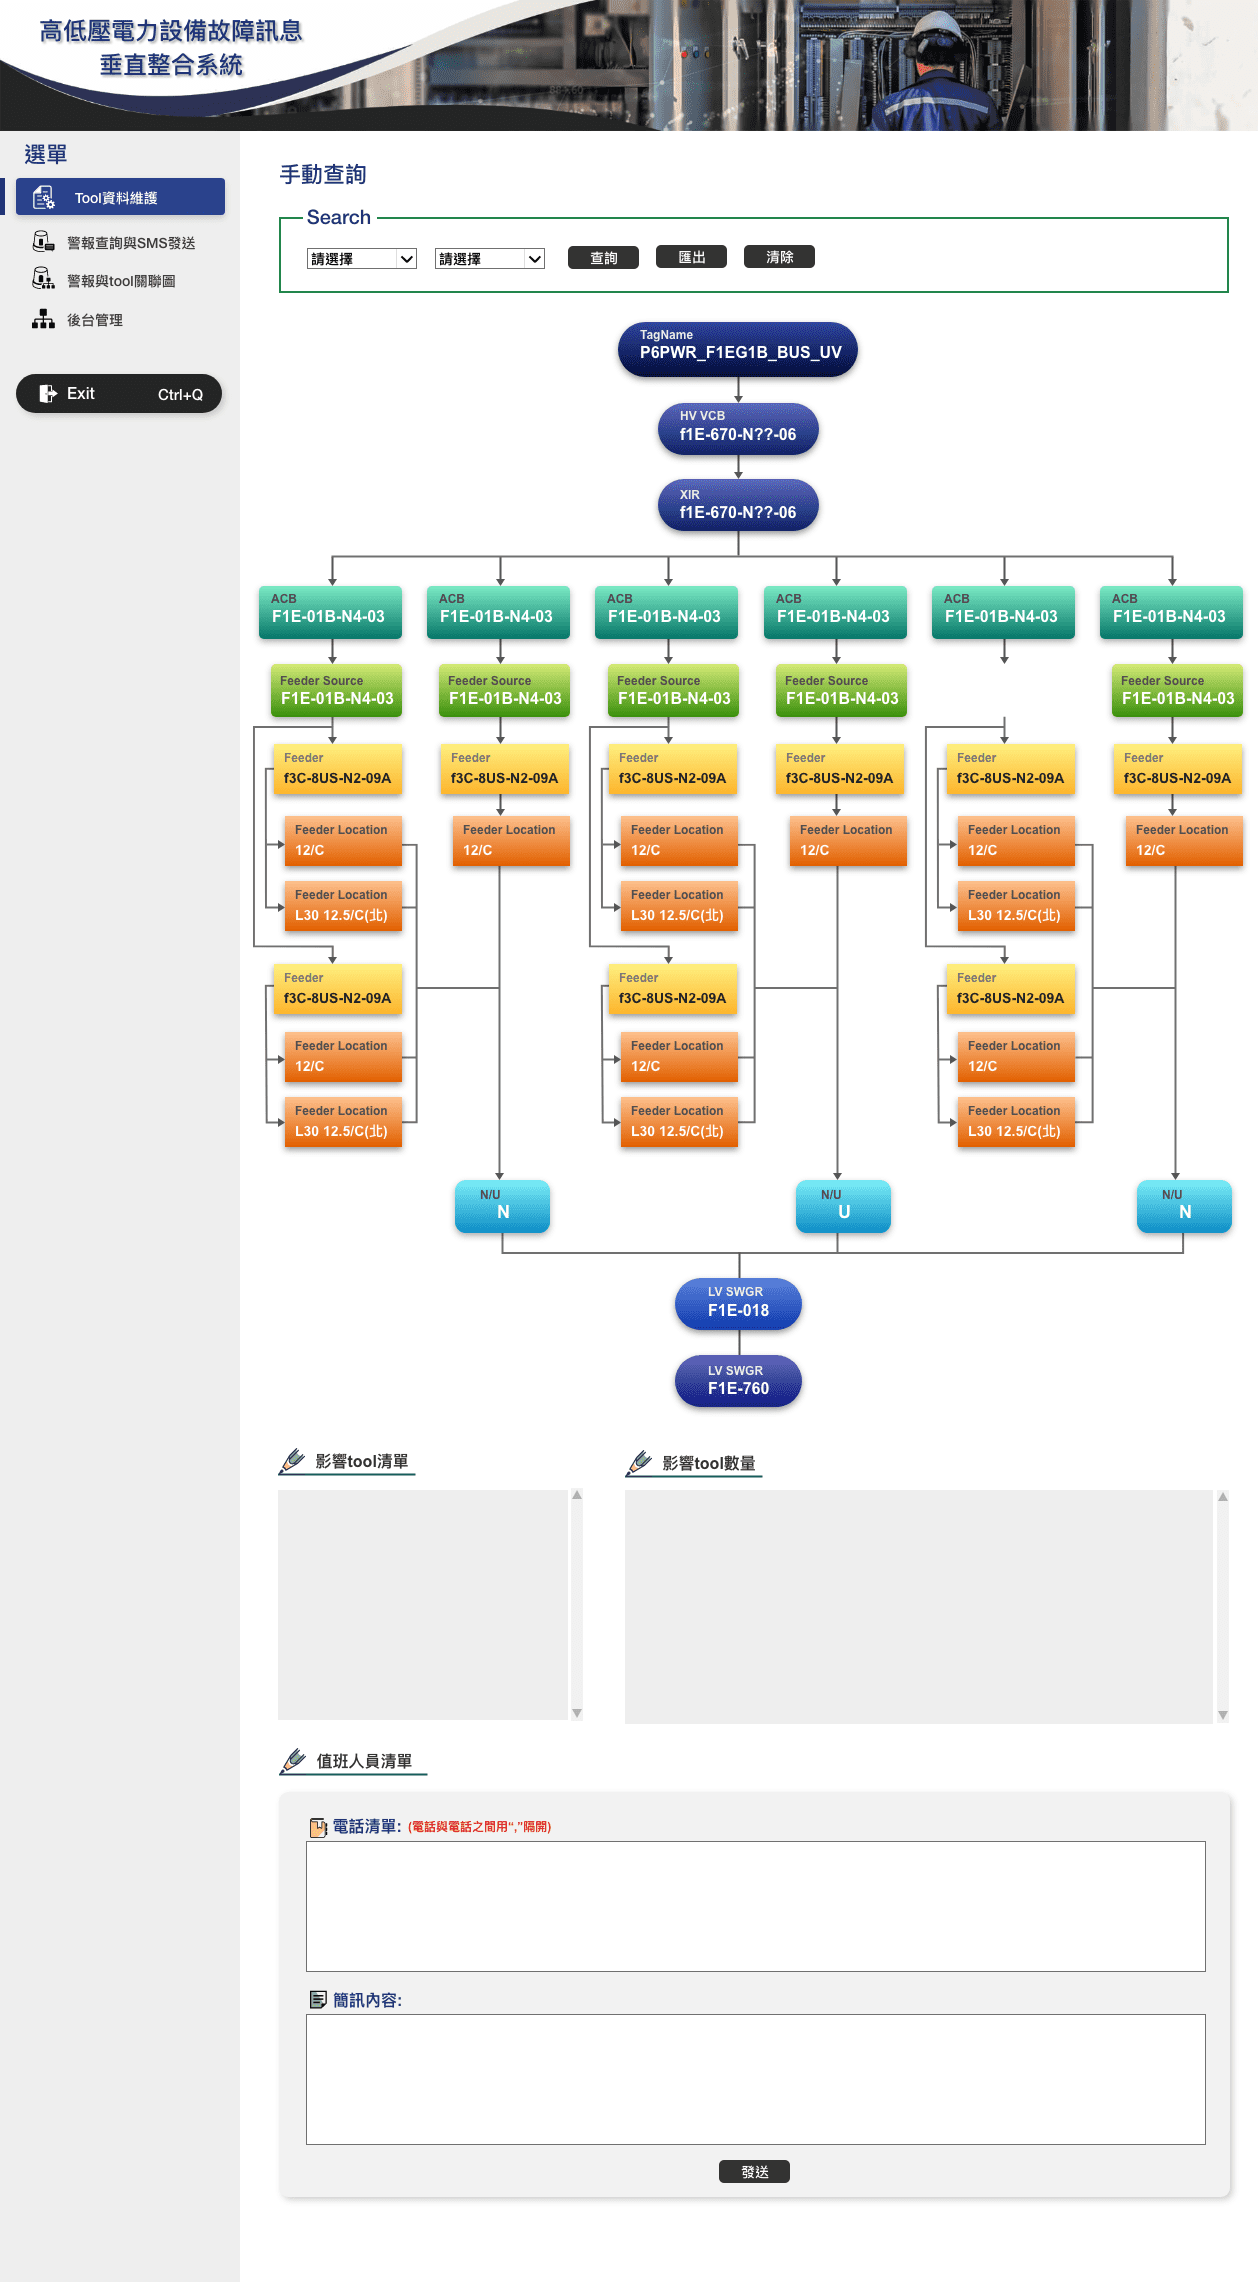 高低壓電力設備故障訊息
垂直整合系統
選單
Tool資料維護
警報查詢與SMS發送
警報與tool關聯圖
後台管理
Exit Ctrl+Q
手動查詢
Search
請選擇 請選擇 查詢 匯出 清除
TagName
P6PWR_F1EG1B_BUS_UV
HV VCB
f1E-670-N??-06
XIR
f1E-670-N??-06
ACB ACB ACB ACB ACB ACB
F1E-01B-N4-03 F1E-01B-N4-03 F1E-01B-N4-03 F1E-01B-N4-03 F1E-01B-N4-03 F1E-01B-N4-03
Feeder Source Feeder Source Feeder Source Feeder Source Feeder Source
F1E-01B-N4-03 F1E-01B-N4-03 F1E-01B-N4-03 F1E-01B-N4-03 F1E-01B-N4-03
Feeder Feeder Feeder Feeder Feeder Feeder
f3C-8US-N2-09A f3C-8US-N2-09A f3C-8US-N2-09A f3C-8US-N2-09A f3C-8US-N2-09A f3C-8US-N2-09A
Feeder Location Feeder Location Feeder Location Feeder Location Feeder Location Feeder Location
12/C 12/C 12/C 12/C 12/C 12/C
Feeder Location Feeder Location Feeder Location
L30 12.5/C(北) L30 12.5/C(北) L30 12.5/C(北)
Feeder Feeder Feeder
f3C-8US-N2-09A f3C-8US-N2-09A f3C-8US-N2-09A
Feeder Location Feeder Location Feeder Location
12/C 12/C 12/C
Feeder Location Feeder Location Feeder Location
L30 12.5/C(北) L30 12.5/C(北) L30 12.5/C(北)
N/U N/U N/U
N U N
LV SWGR
F1E-018
LV SWGR
F1E-760
影響tool清單 影響tool數量
值班人員清單
電話清單: (電話與電話之間用“,”隔開)
簡訊內容:
發送